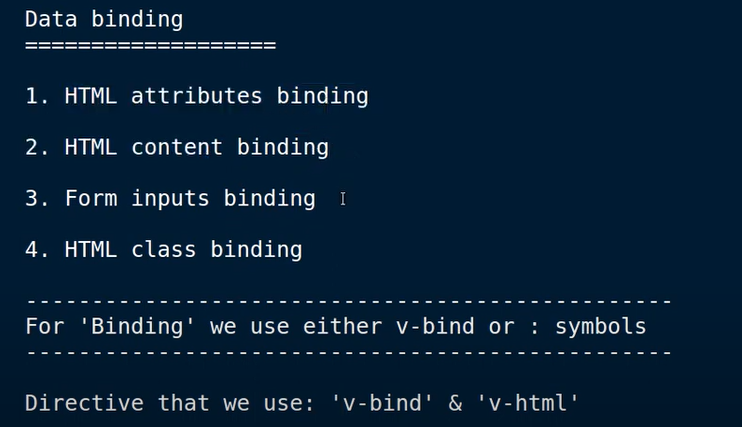 Data binding
===================
1. HTML attributes binding
2. HTML content binding
3. Form inputs binding
4. HTML class binding
-------------------------------------------------
For 'Binding' we use either v-bind or : symbols
-------------------------------------------------
Directive that we use: 'v-bind' & 'v-html'